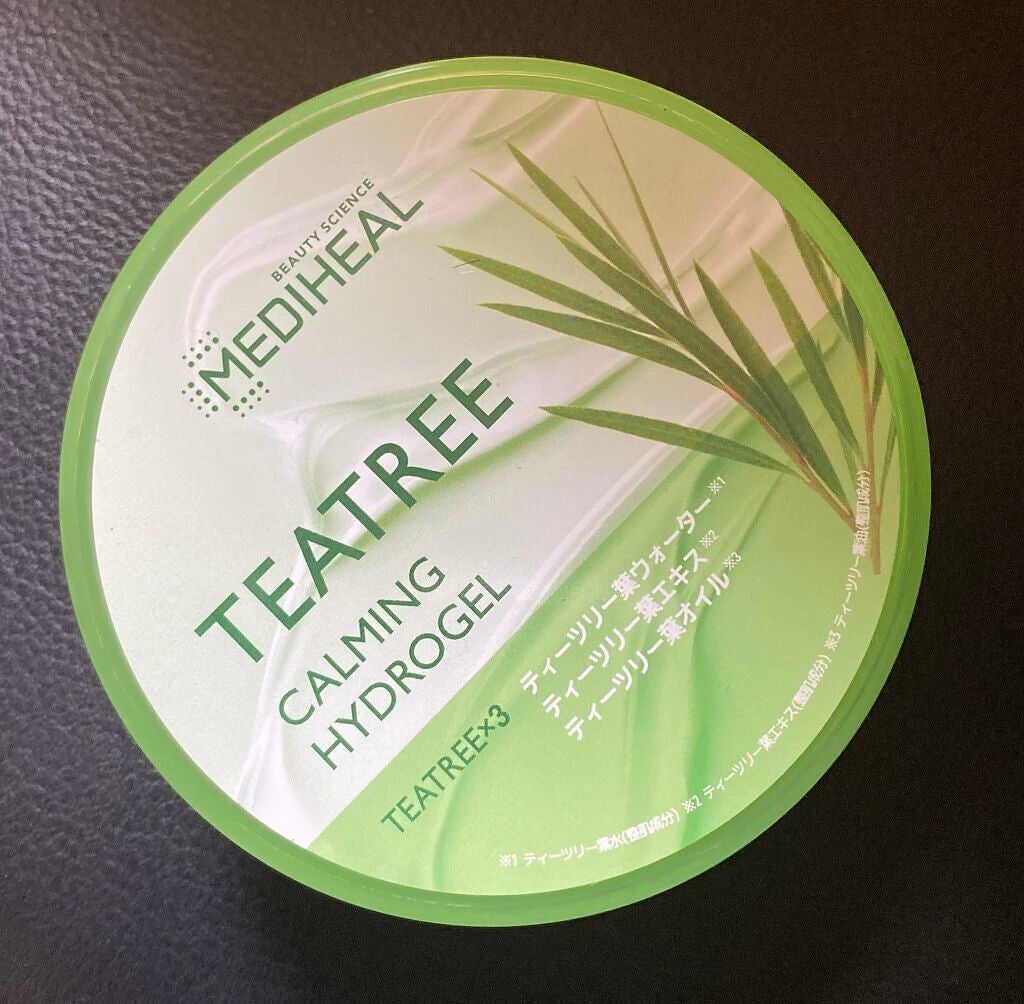 BEAUTY SCIENCE
MEDIHEAL
TEATREE
CALMING
HYDROGEL
TEATREE×3
ティーツリー葉ウォーター※1
ティーツリー葉エキス※2
ティーツリー葉オイル※3
※1 ティーツリー葉水(整肌成分) ※2 ティーツリー葉エキス(整肌成分) ※3 ティーツリー葉油(整肌成分)